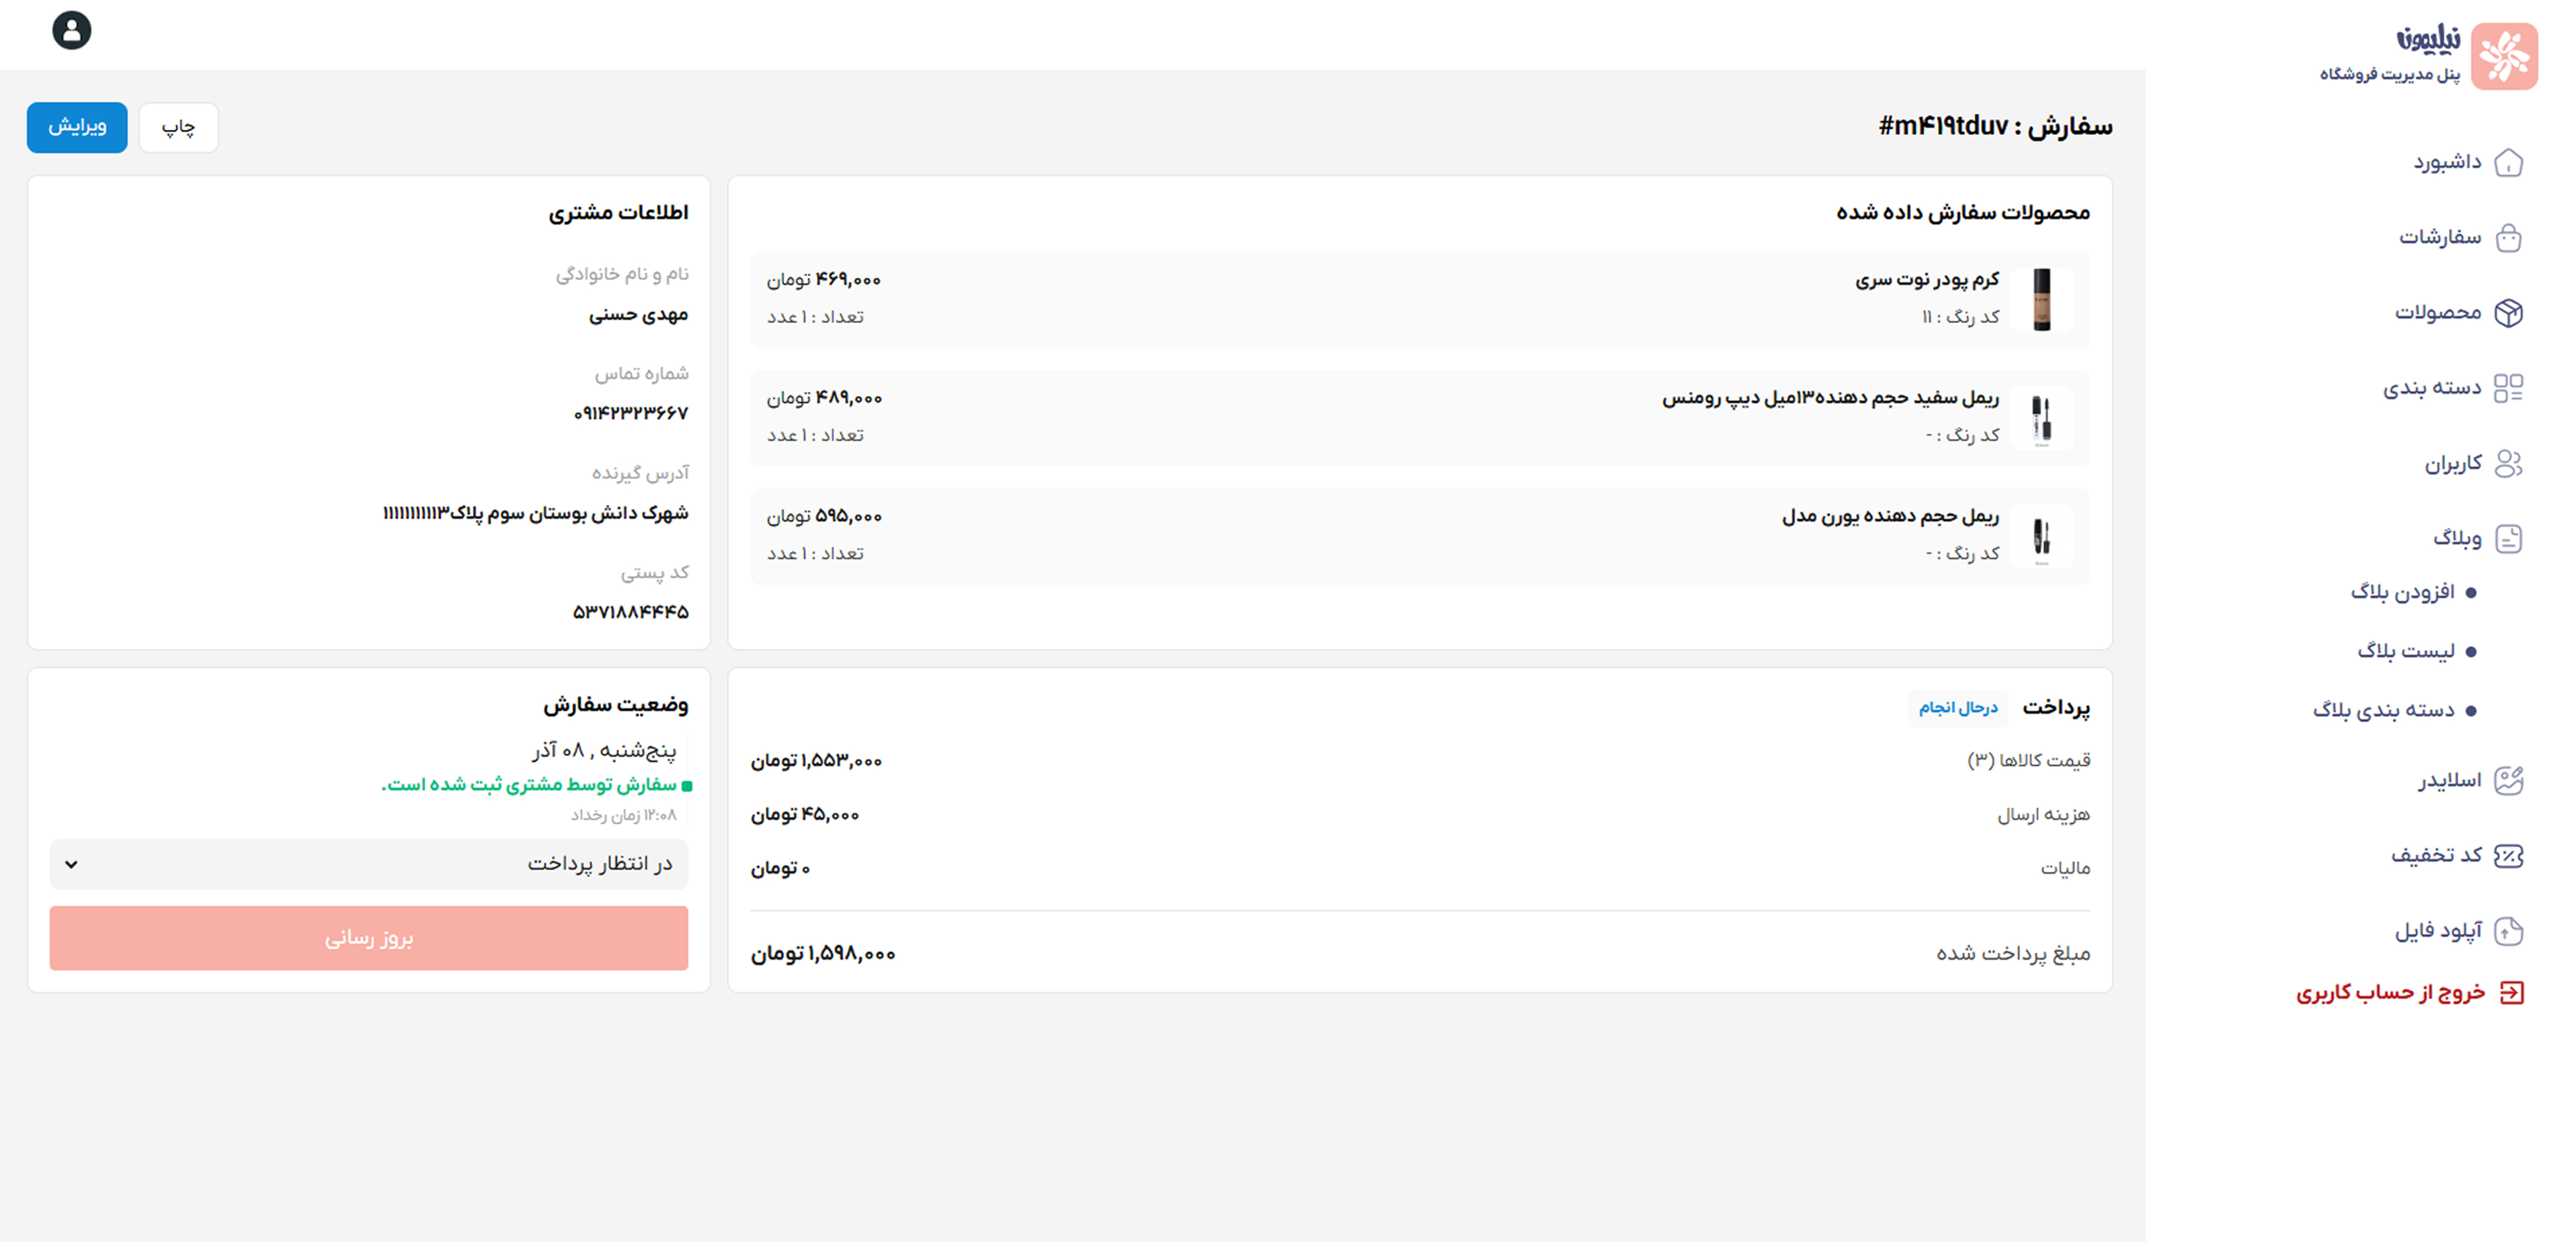 نیلیمون
پنل مدیریت فروشگاه
داشبورد
سفارشات
محصولات
دسته بندی
کاربران
وبلاگ
افزودن بلاگ
لیست بلاگ
دسته بندی بلاگ
اسلایدر
کد تخفیف
آپلود فایل
خروج از حساب کاربری
سفارش : #m۴۱۹tduv
چاپ
ویرایش
محصولات سفارش داده شده
کرم پودر نوت سری
۴۶۹,۰۰۰ تومان
کد رنگ : ۱۱
تعداد : ۱ عدد
ریمل سفید حجم دهنده۱۳میل دیپ رومنس
۴۸۹,۰۰۰ تومان
کد رنگ : -
تعداد : ۱ عدد
ریمل حجم دهنده یورن مدل
۵۹۵,۰۰۰ تومان
کد رنگ : -
تعداد : ۱ عدد
اطلاعات مشتری
نام و نام خانوادگی
مهدی حسنی
شماره تماس
۰۹۱۴۲۳۲۳۶۶۷
آدرس گیرنده
شهرک دانش بوستان سوم پلاک۱۱۱۱۱۱۱۱۱۱۳
کد پستی
۵۳۷۱۸۸۴۴۴۵
پرداخت
درحال انجام
قیمت کالاها (۳)
۱,۵۵۳,۰۰۰ تومان
هزینه ارسال
۴۵,۰۰۰ تومان
مالیات
۰ تومان
مبلغ پرداخت شده
۱,۵۹۸,۰۰۰ تومان
وضعیت سفارش
پنج‌شنبه , ۰۸ آذر
سفارش توسط مشتری ثبت شده است.
۱۲:۰۸ زمان رخداد
در انتظار پرداخت
بروز رسانی